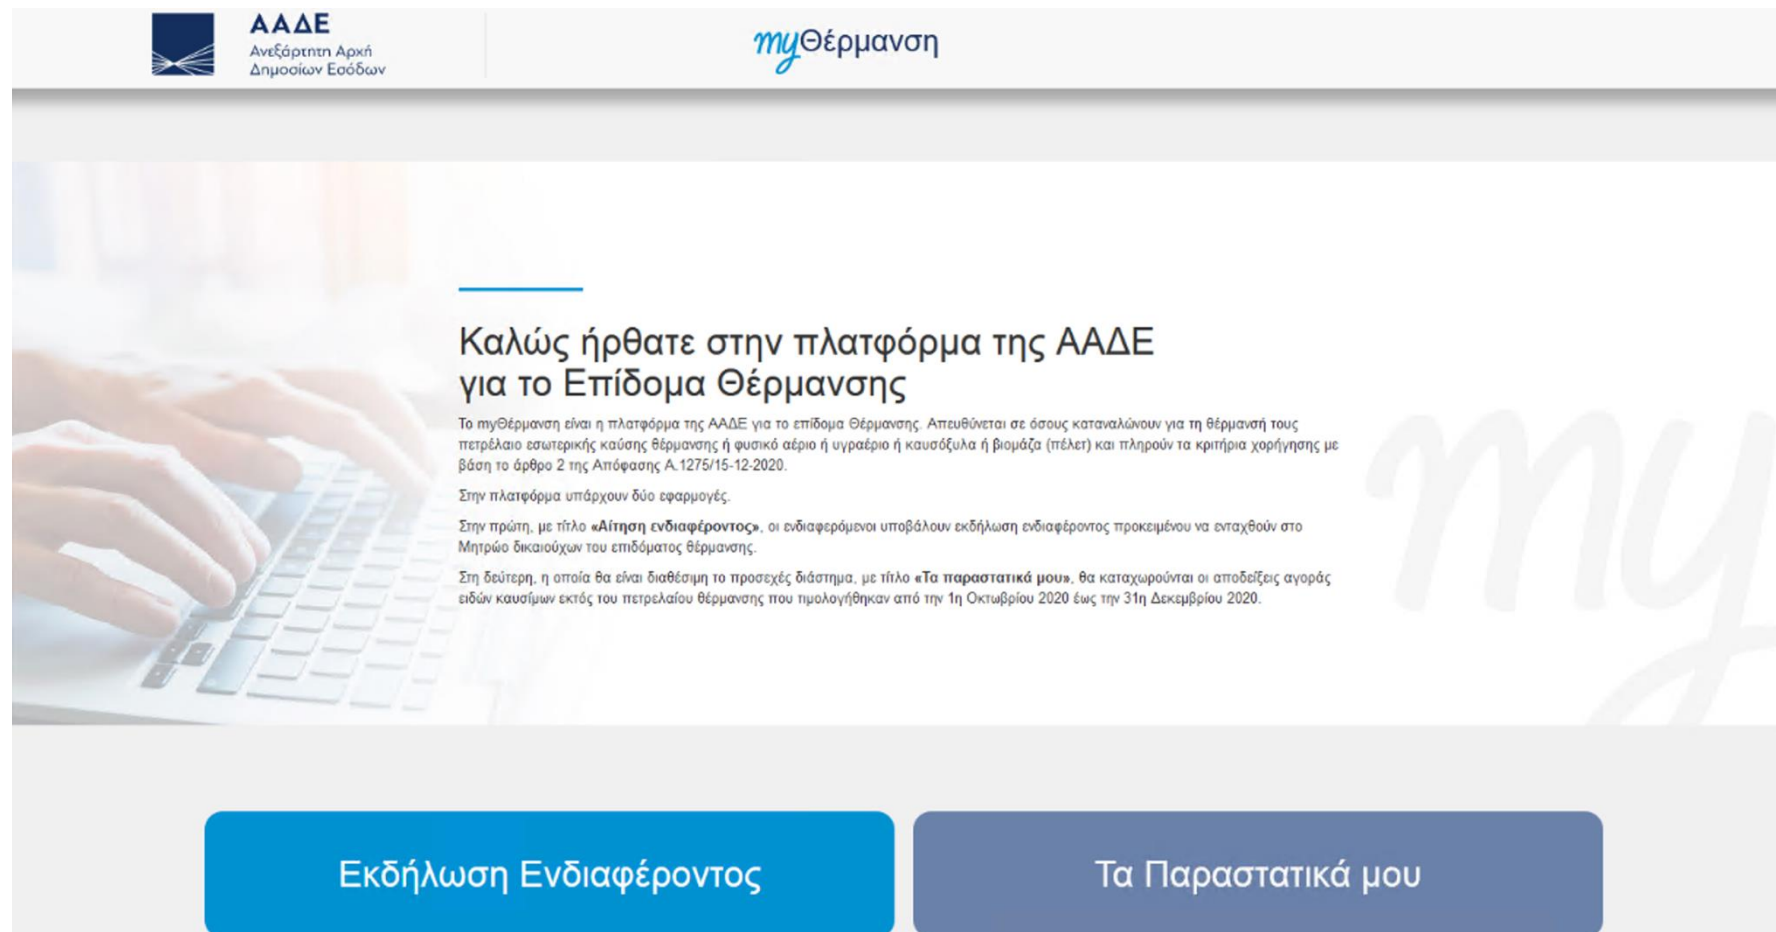 ΑΑΔΕ
Ανεξάρτητη Αρχή
Δημοσίων Εσόδων
myΘέρμανση
Καλώς ήρθατε στην πλατφόρμα της ΑΑΔΕ
για το Επίδομα Θέρμανσης
Το myΘέρμανση είναι η πλατφόρμα της ΑΑΔΕ για το επίδομα Θέρμανσης. Απευθύνεται σε όσους καταναλώνουν για τη θέρμανσή τους
πετρέλαιο εσωτερικής καύσης θέρμανσης ή φυσικό αέριο ή υγραέριο ή καυσόξυλα ή βιομάζα (πέλετ) και πληρούν τα κριτήρια χορήγησης με
βάση το άρθρο 2 της Απόφασης Α.1275/15-12-2020.
Στην πλατφόρμα υπάρχουν δύο εφαρμογές.
Στην πρώτη, με τίτλο «Αίτηση ενδιαφέροντος», οι ενδιαφερόμενοι υποβάλουν εκδήλωση ενδιαφέροντος προκειμένου να ενταχθούν στο
Μητρώο δικαιούχων του επιδόματος θέρμανσης.
Στη δεύτερη, η οποία θα είναι διαθέσιμη το προσεχές διάστημα, με τίτλο «Τα παραστατικά μου», θα καταχωρούνται οι αποδείξεις αγοράς
ειδών καυσίμων εκτός του πετρελαίου θέρμανσης που τιμολογήθηκαν από την 1η Οκτωβρίου 2020 έως την 31η Δεκεμβρίου 2020.
my
Εκδήλωση Ενδιαφέροντος
Τα Παραστατικά μου